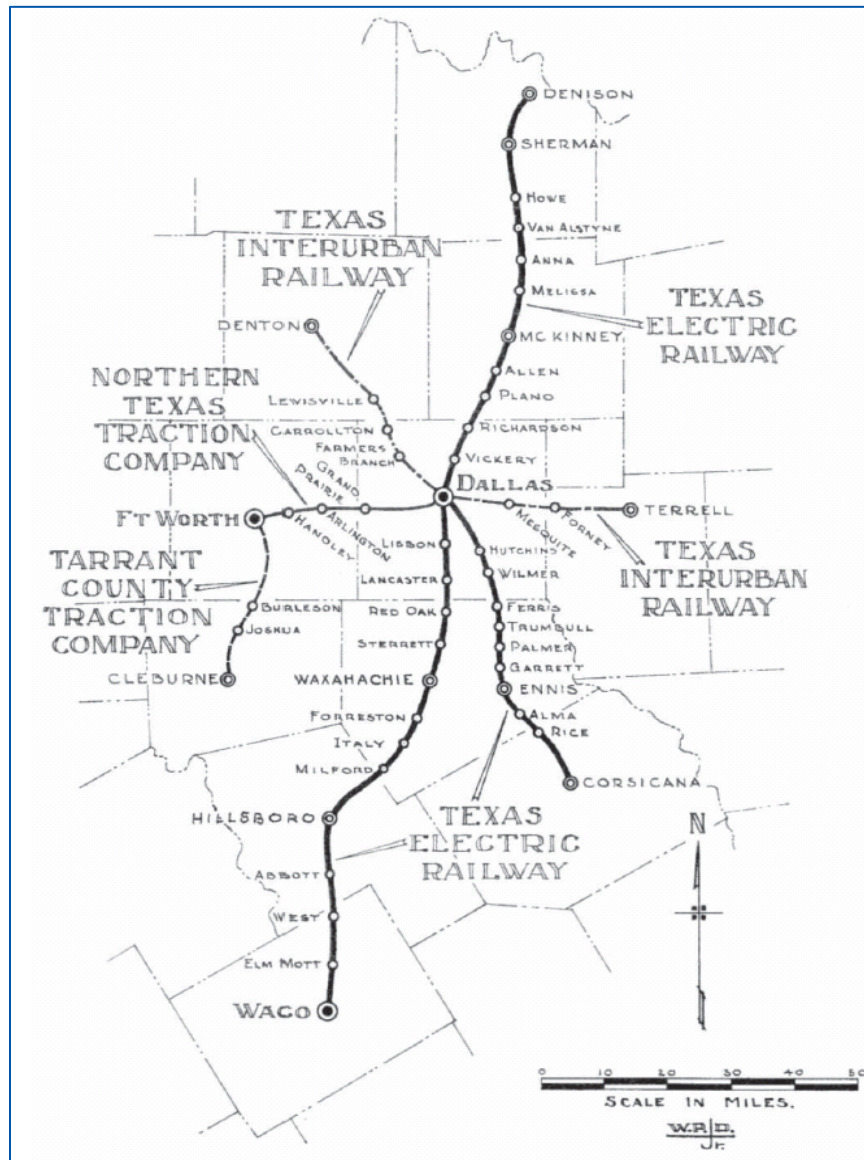 DENISON
SHERMAN
HOWE
VAN ALSTYNE
ANNA
MELISSA
TEXAS
INTERURBAN
RAILWAY
TEXAS
ELECTRIC
RAILWAY
DENTON
MCKINNEY
ALLEN
PLANO
NORTHERN
TEXAS
TRACTION
COMPANY
LEWISVILLE
CARROLLTON
FARMERS
BRANCH
RICHARDSON
VICKERY
DALLAS
GRAND
PRAIRIE
FT WORTH
HANDLEY
ARLINGTON
MESQUITE
FORNEY
TERRELL
TEXAS
INTERURBAN
RAILWAY
LISBON
HUTCHINS
LANCASTER
WILMER
TARRANT
COUNTY
TRACTION
COMPANY
BURLESON
JOSHUA
CLEBURNE
RED OAK
FERRIS
TRUMBULL
STERRETT
PALMER
GARRETT
WAXAHACHIE
ENNIS
FORRESTON
ALMA
ITALY
RICE
MILFORD
CORSICANA
HILLSBORO
TEXAS
ELECTRIC
RAILWAY
N
ABBOTT
WEST
ELM MOTT
WACO
0 10 20 30 40 50
SCALE IN MILES.
W.R.D.
Jr.